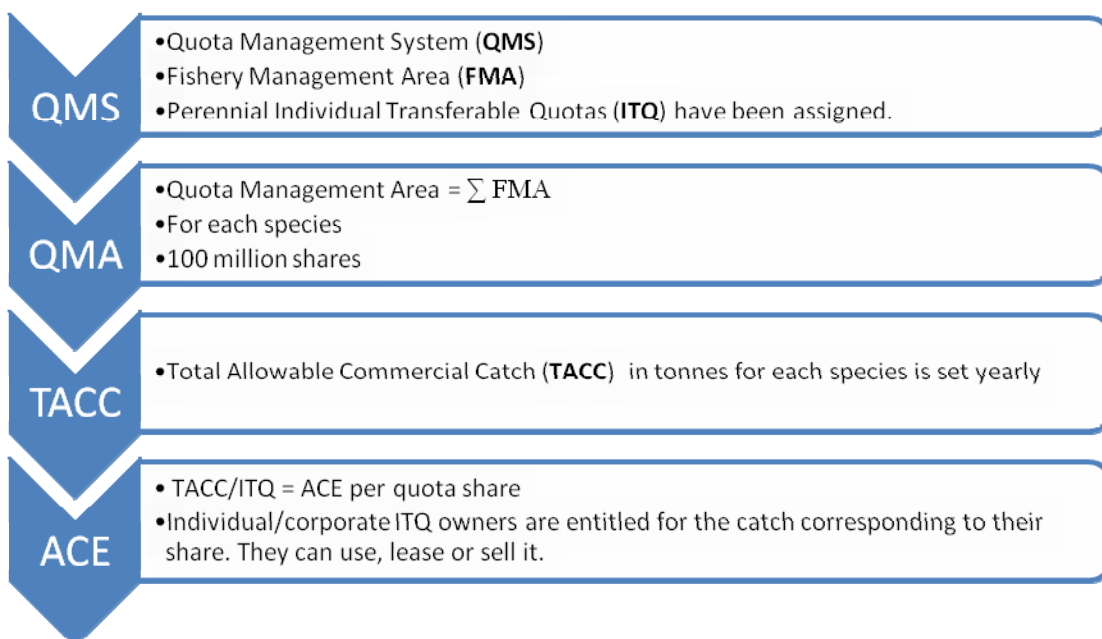 QMS
•Quota Management System (QMS)
•Fishery Management Area (FMA)
•Perennial Individual Transferable Quotas (ITQ) have been assigned.
QMA
•Quota Management Area = ∑ FMA
•For each species
•100 million shares
TACC
•Total Allowable Commercial Catch (TACC) in tonnes for each species is set yearly
ACE
• TACC/ITQ = ACE per quota share
•Individual/corporate ITQ owners are entitled for the catch corresponding to their
share. They can use, lease or sell it.